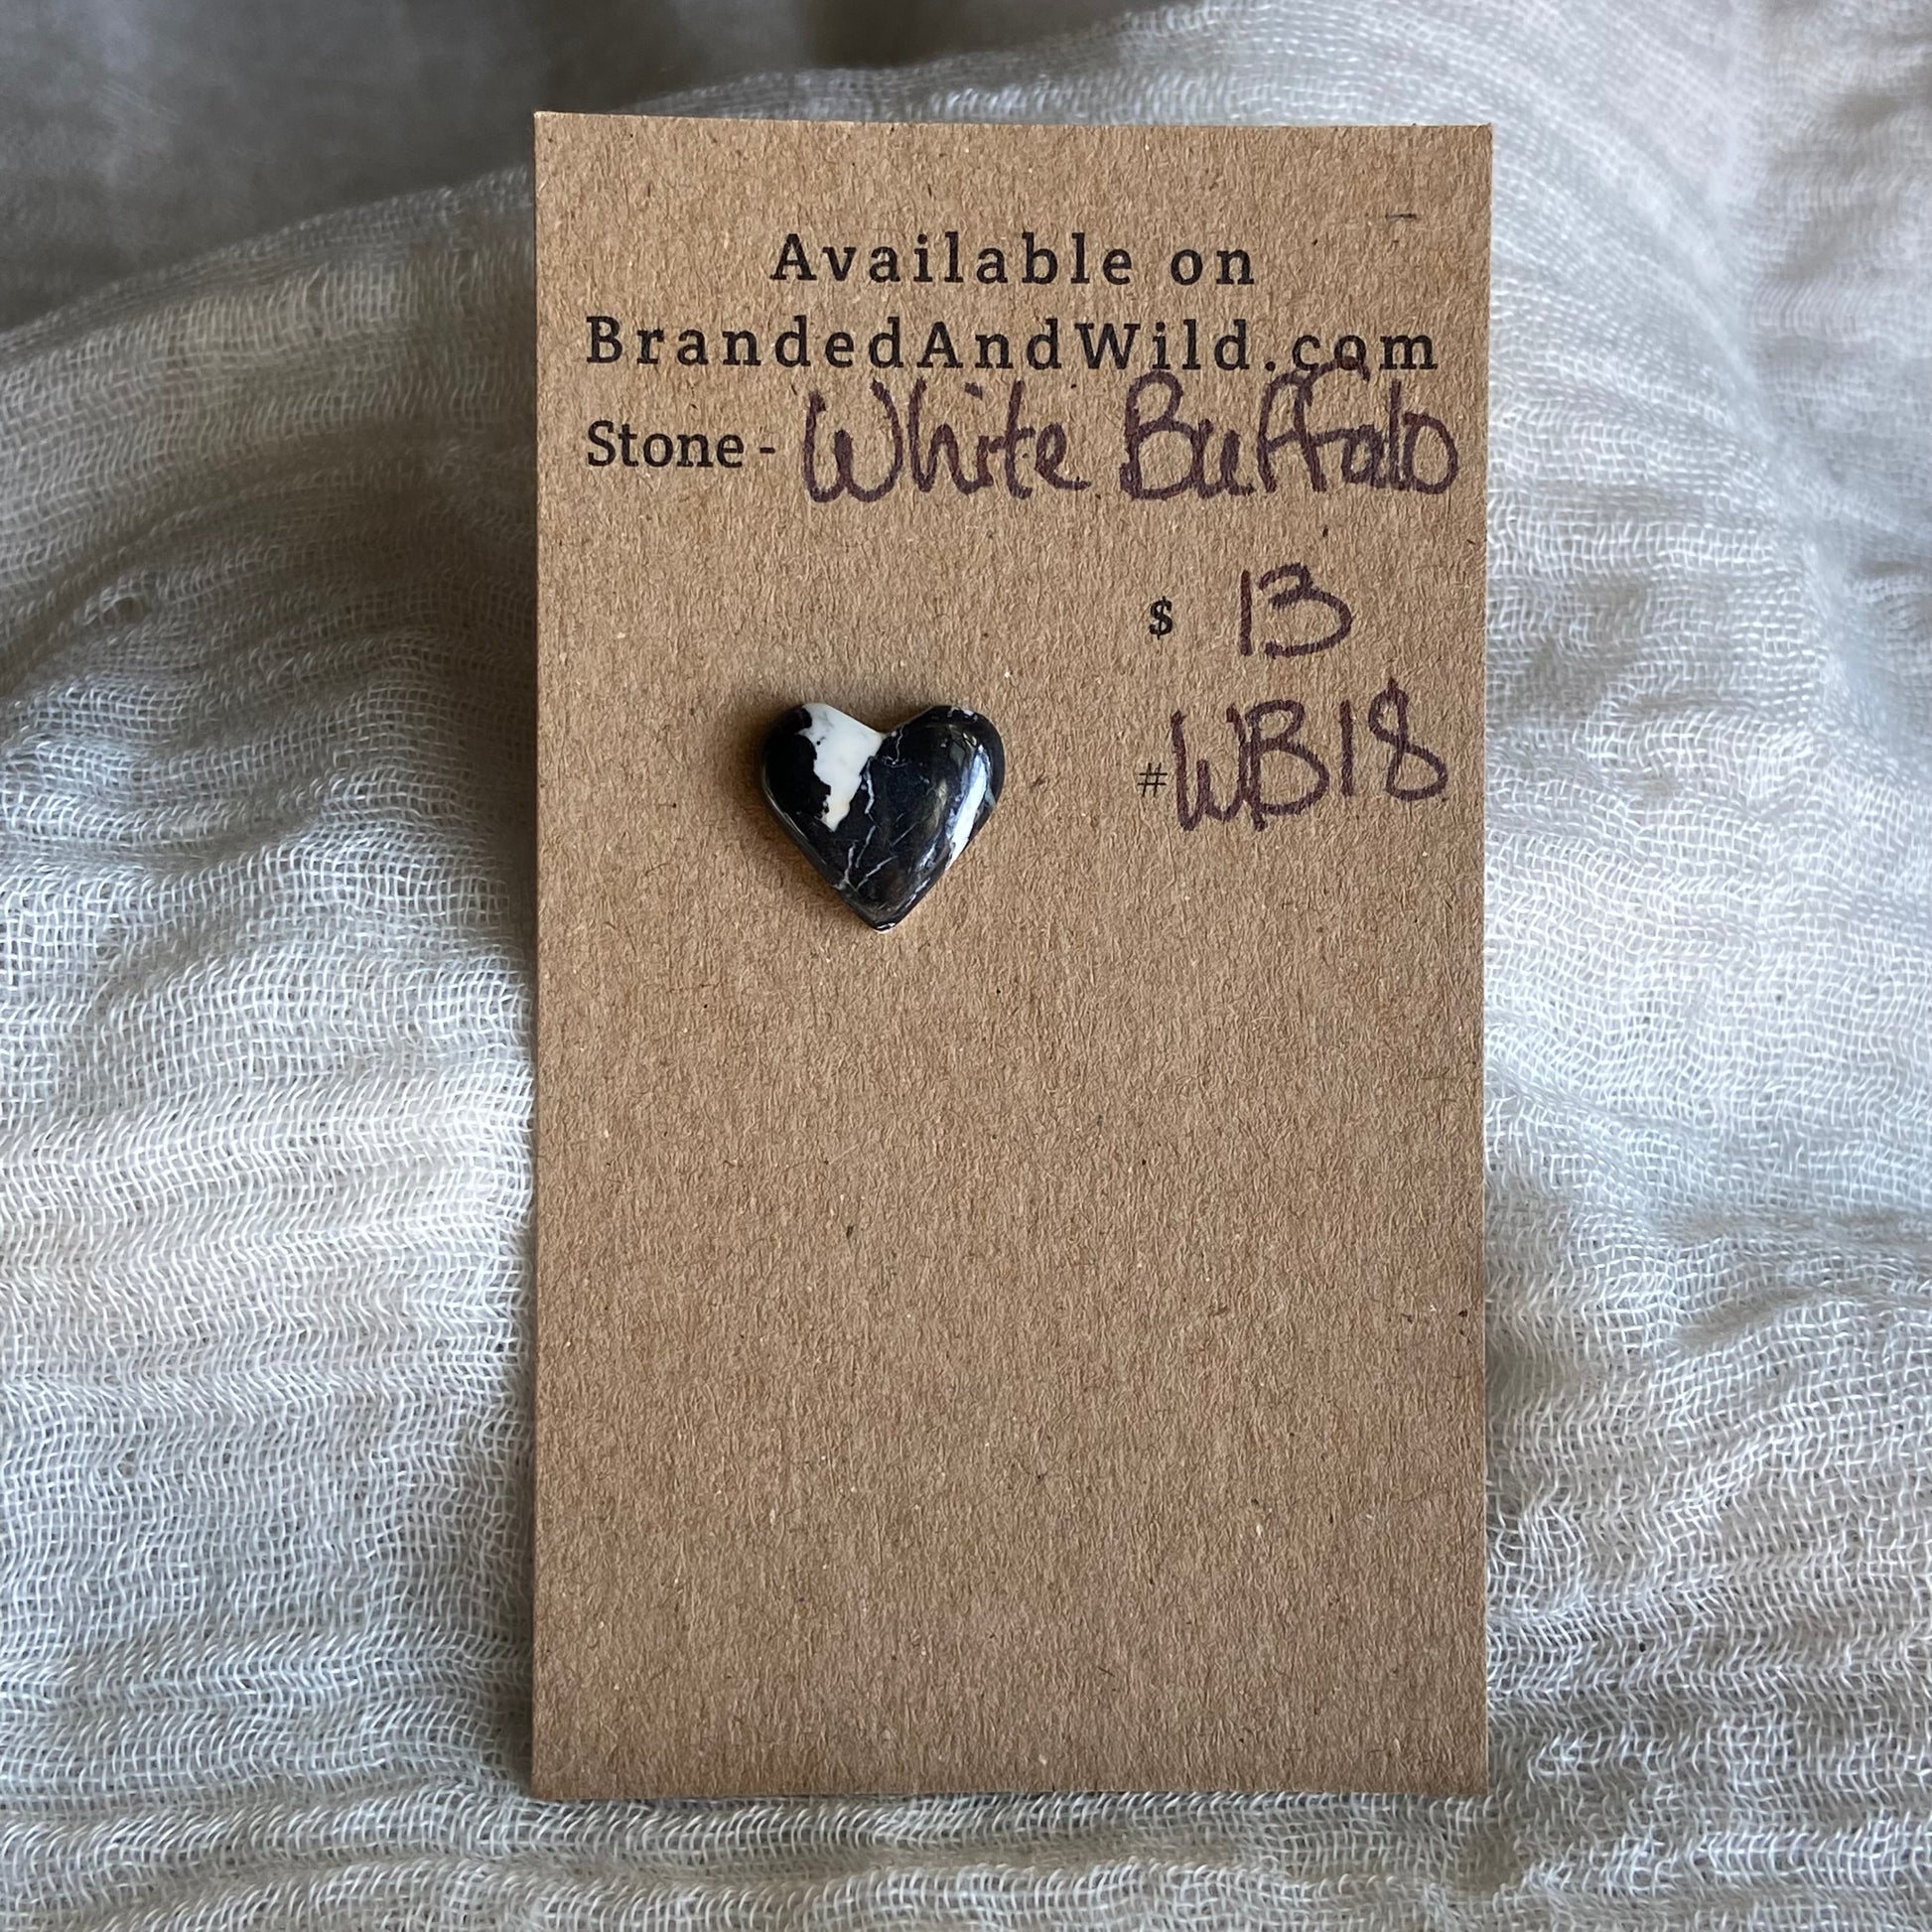 Available on
BrandedAndWild.com
Stone - White Buffalo
$ 13
#WB18